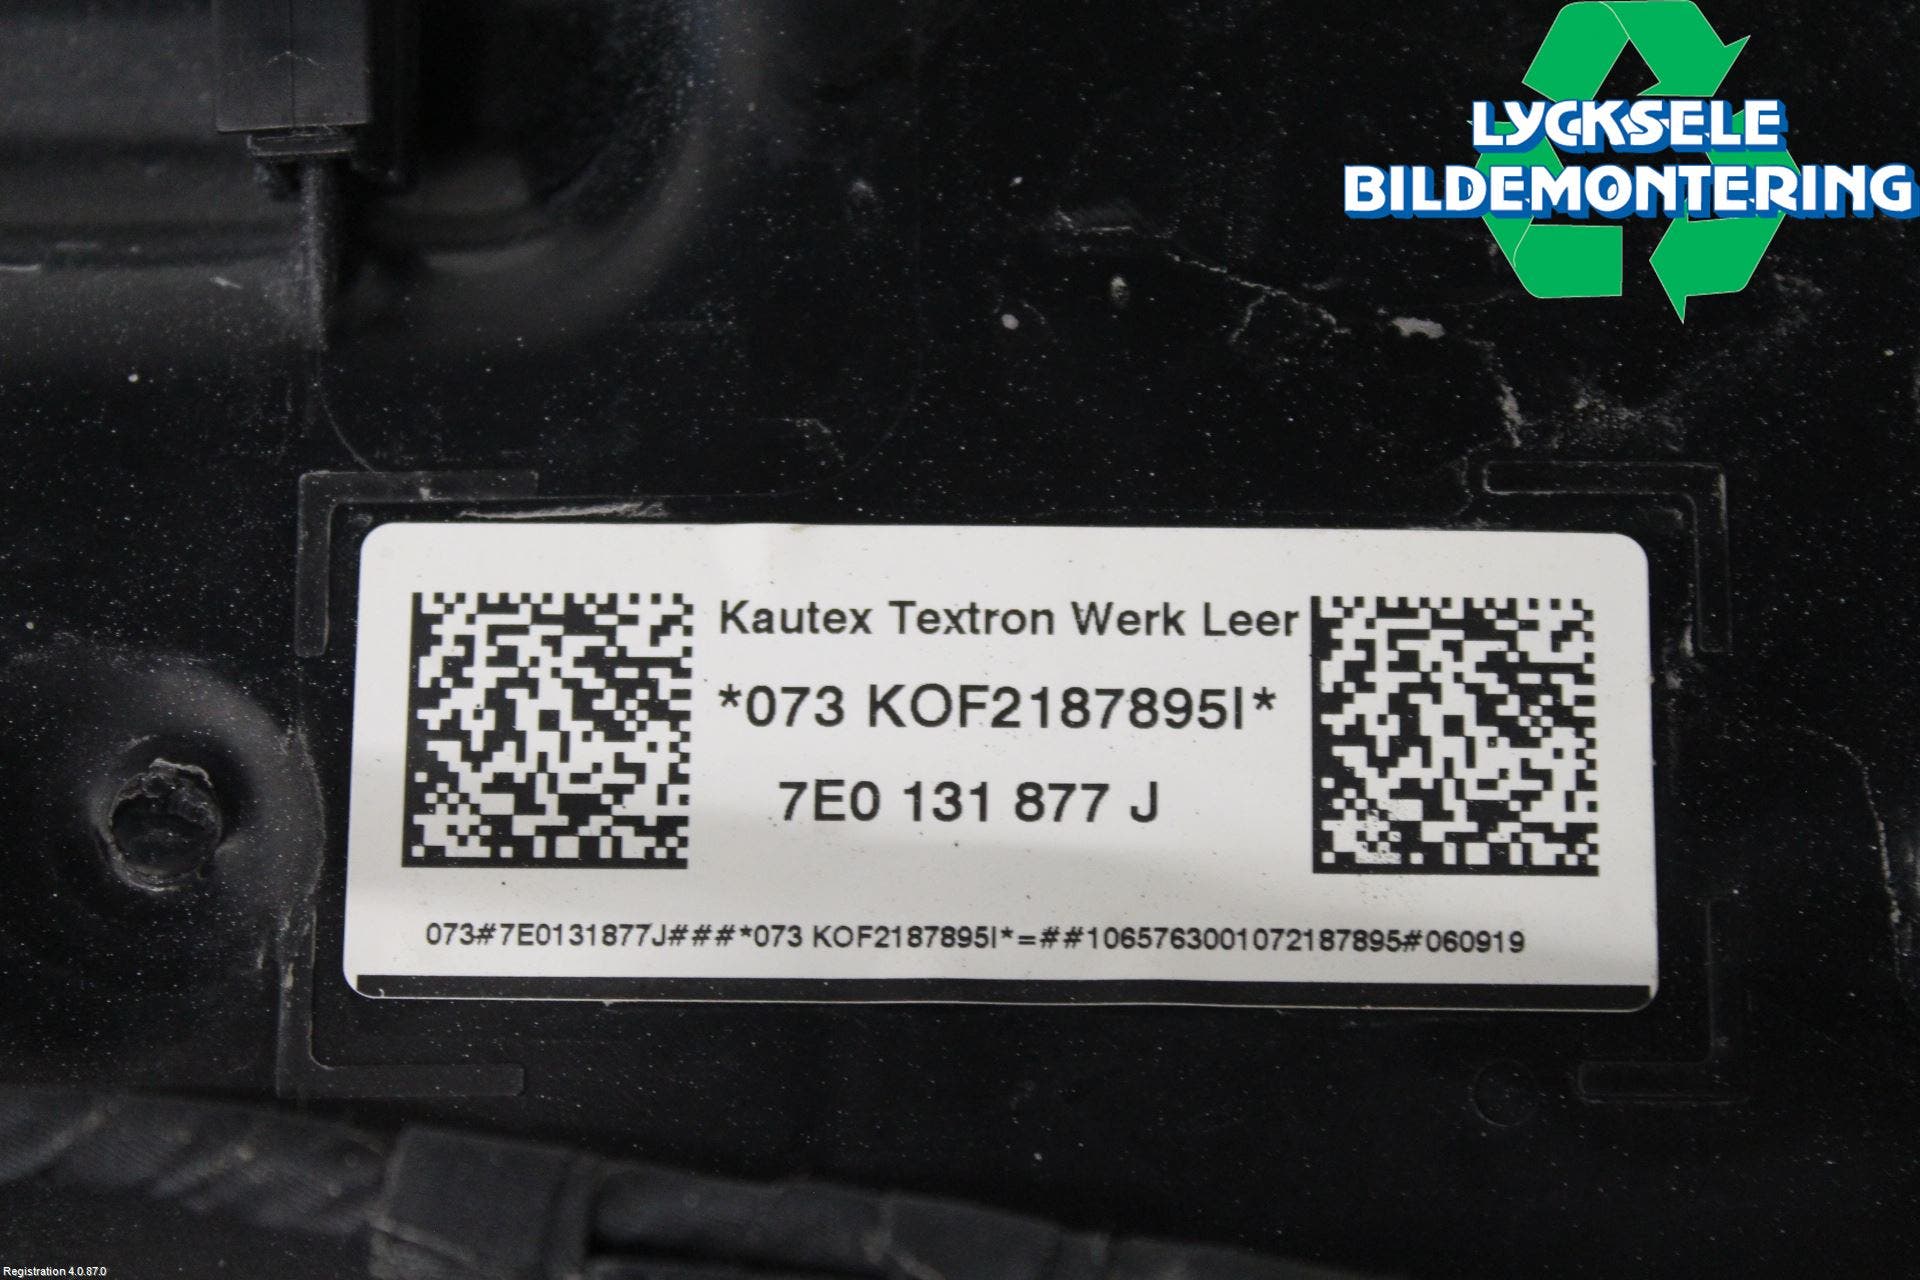 LYCKSELE
BILDEMONTERING
Kautex Textron Werk Leer
*073 KOF2187895I*
7E0 131 877 J
073#7E0131877J###*073 KOF2187895I*=##1065763001072187895#060919
Registration 4.0.87.0